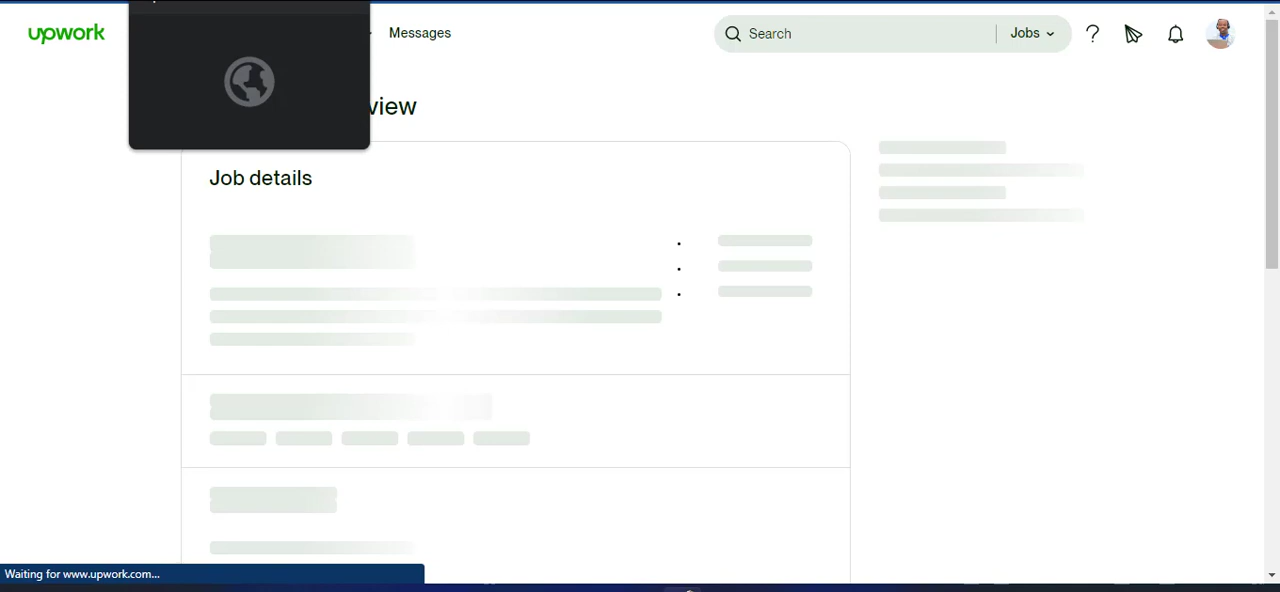 upwork
Messages
Search
Jobs
?
view
Job details
Waiting for www.upwork.com...